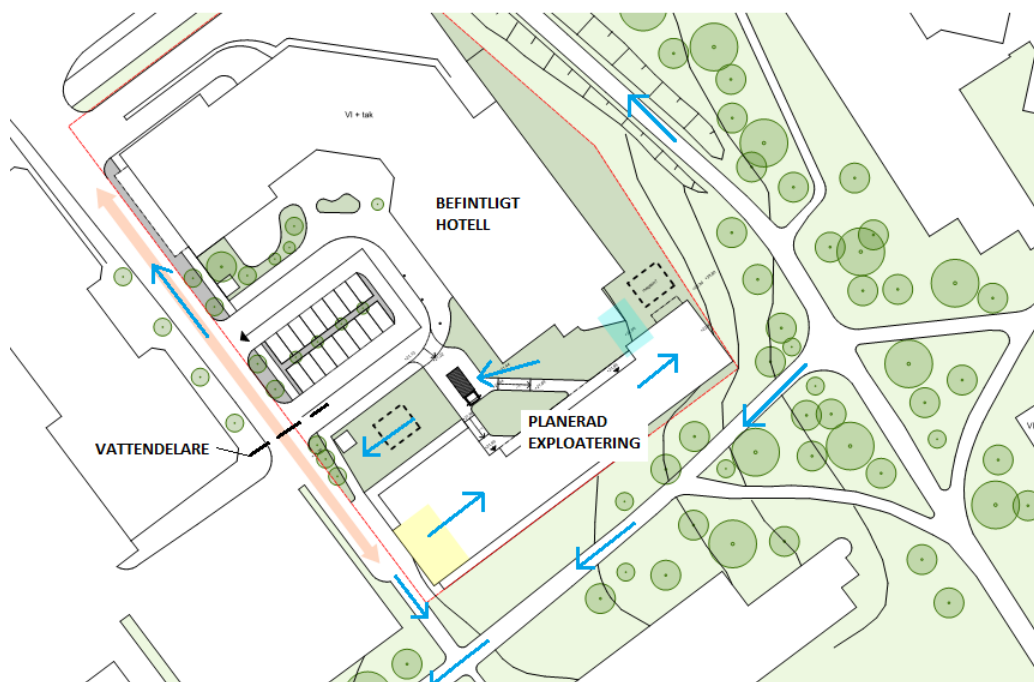 VI + tak
BEFINTLIGT
HOTELL
PLANERAD
EXPLOATERING
VATTENDELARE